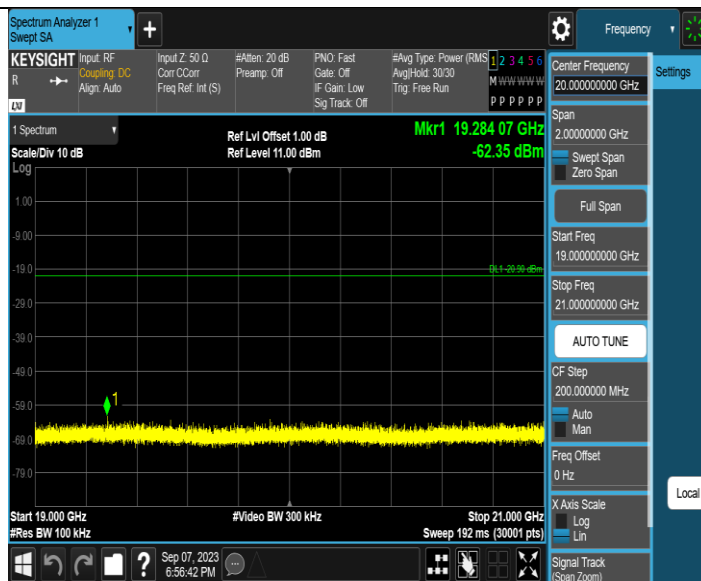 Spectrum Analyzer 1
Swept SA
+
Frequency
KEYSIGHT
R
LXI
Input: RF
Coupling: DC
Align: Auto
Input Z: 50 Ω
Corr CCorr
Freq Ref: Int (S)
#Atten: 20 dB
Preamp: Off
PNO: Fast
Gate: Off
IF Gain: Low
Sig Track: Off
#Avg Type: Power (RMS
Avg|Hold: 30/30
Trig: Free Run
1 2 3 4 5 6
M W W W W W
P P P P P P
1 Spectrum
Scale/Div 10 dB
Log
Ref Lvl Offset 1.00 dB
Ref Level 11.00 dBm
Mkr1 19.284 07 GHz
-62.35 dBm
1.00
-9.00
-19.0
DL1 -20.90 dBm
-29.0
-39.0
-49.0
-59.0
1
-69.0
-79.0
Start 19.000 GHz
#Res BW 100 kHz
#Video BW 300 kHz
Stop 21.000 GHz
Sweep 192 ms (30001 pts)
?
Sep 07, 2023
6:56:42 PM
Center Frequency
20.000000000 GHz
Settings
Span
2.00000000 GHz
Swept Span
Zero Span
Full Span
Start Freq
19.000000000 GHz
Stop Freq
21.000000000 GHz
AUTO TUNE
CF Step
200.000000 MHz
Auto
Man
Freq Offset
0 Hz
X Axis Scale
Log
Lin
Local
Signal Track
(Span Zoom)